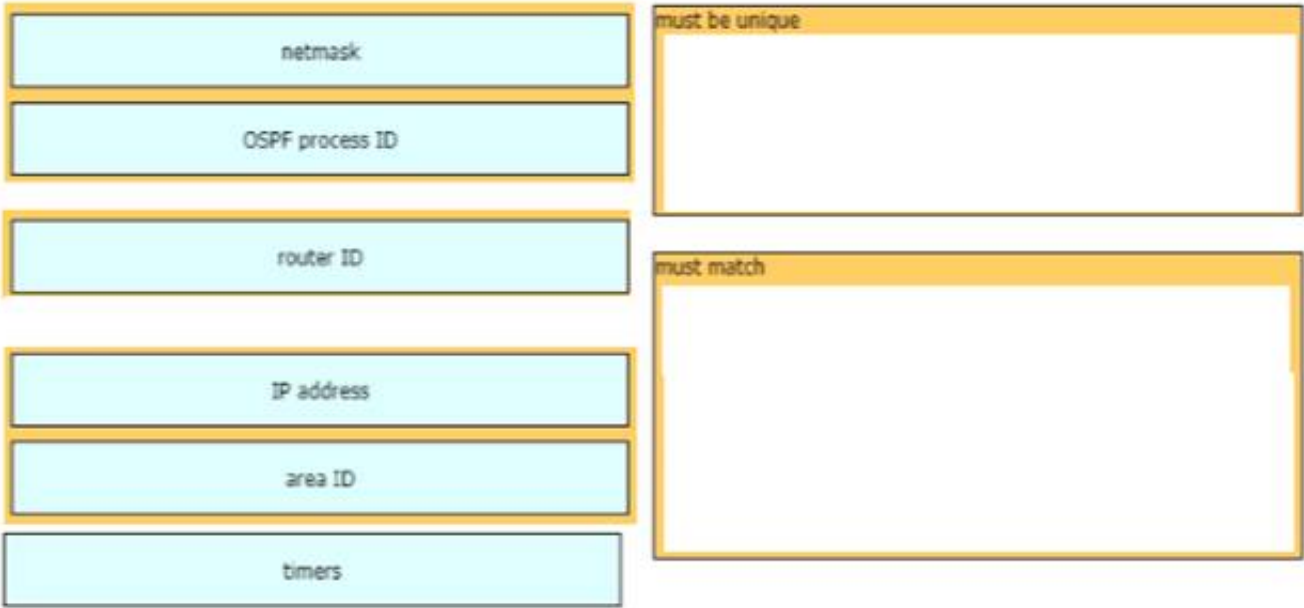 netmask
OSPF process ID
router ID
IP address
area ID
timers
must be unique
must match